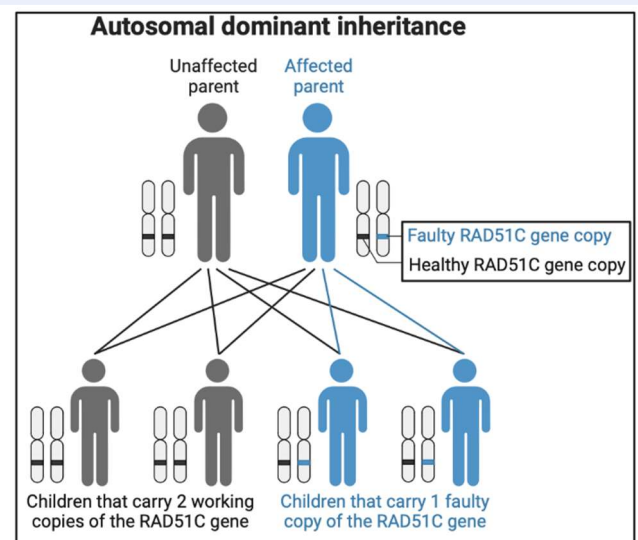 Autosomal dominant inheritance
Unaffected
parent
Affected
parent
Faulty RAD51C gene copy
Healthy RAD51C gene copy
Children that carry 2 working
copies of the RAD51C gene
Children that carry 1 faulty
copy of the RAD51C gene